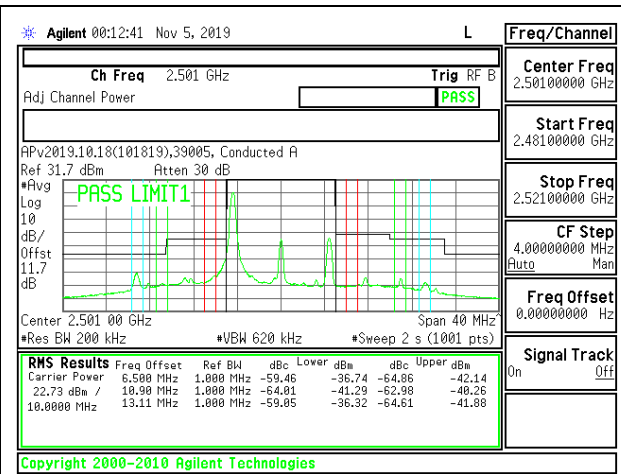 Agilent 00:12:41 Nov 5, 2019 L
Ch Freq 2.501 GHz Trig RF B
Adj Channel Power PASS
APv2019.10.18(101819),39005, Conducted A
Ref 31.7 dBm Atten 30 dB
#Avg
Log
10
dB/
Offst
11.7
dB
PASS LIMIT1
Center 2.501 00 GHz Span 40 MHz^
#Res BW 200 kHz #VBW 620 kHz #Sweep 2 s (1001 pts)
RMS Results Freq Offset Ref BW dBc Lower dBm dBc Upper dBm
Carrier Power 6.500 MHz 1.000 MHz -59.46 -36.74 -64.86 -42.14
22.73 dBm / 10.90 MHz 1.000 MHz -64.01 -41.29 -62.98 -40.26
10.0000 MHz 13.11 MHz 1.000 MHz -59.05 -36.32 -64.61 -41.88
Copyright 2000-2010 Agilent Technologies
Freq/Channel
Center Freq
2.50100000 GHz
Start Freq
2.48100000 GHz
Stop Freq
2.52100000 GHz
CF Step
4.00000000 MHz
Auto Man
Freq Offset
0.00000000 Hz
Signal Track
On Off